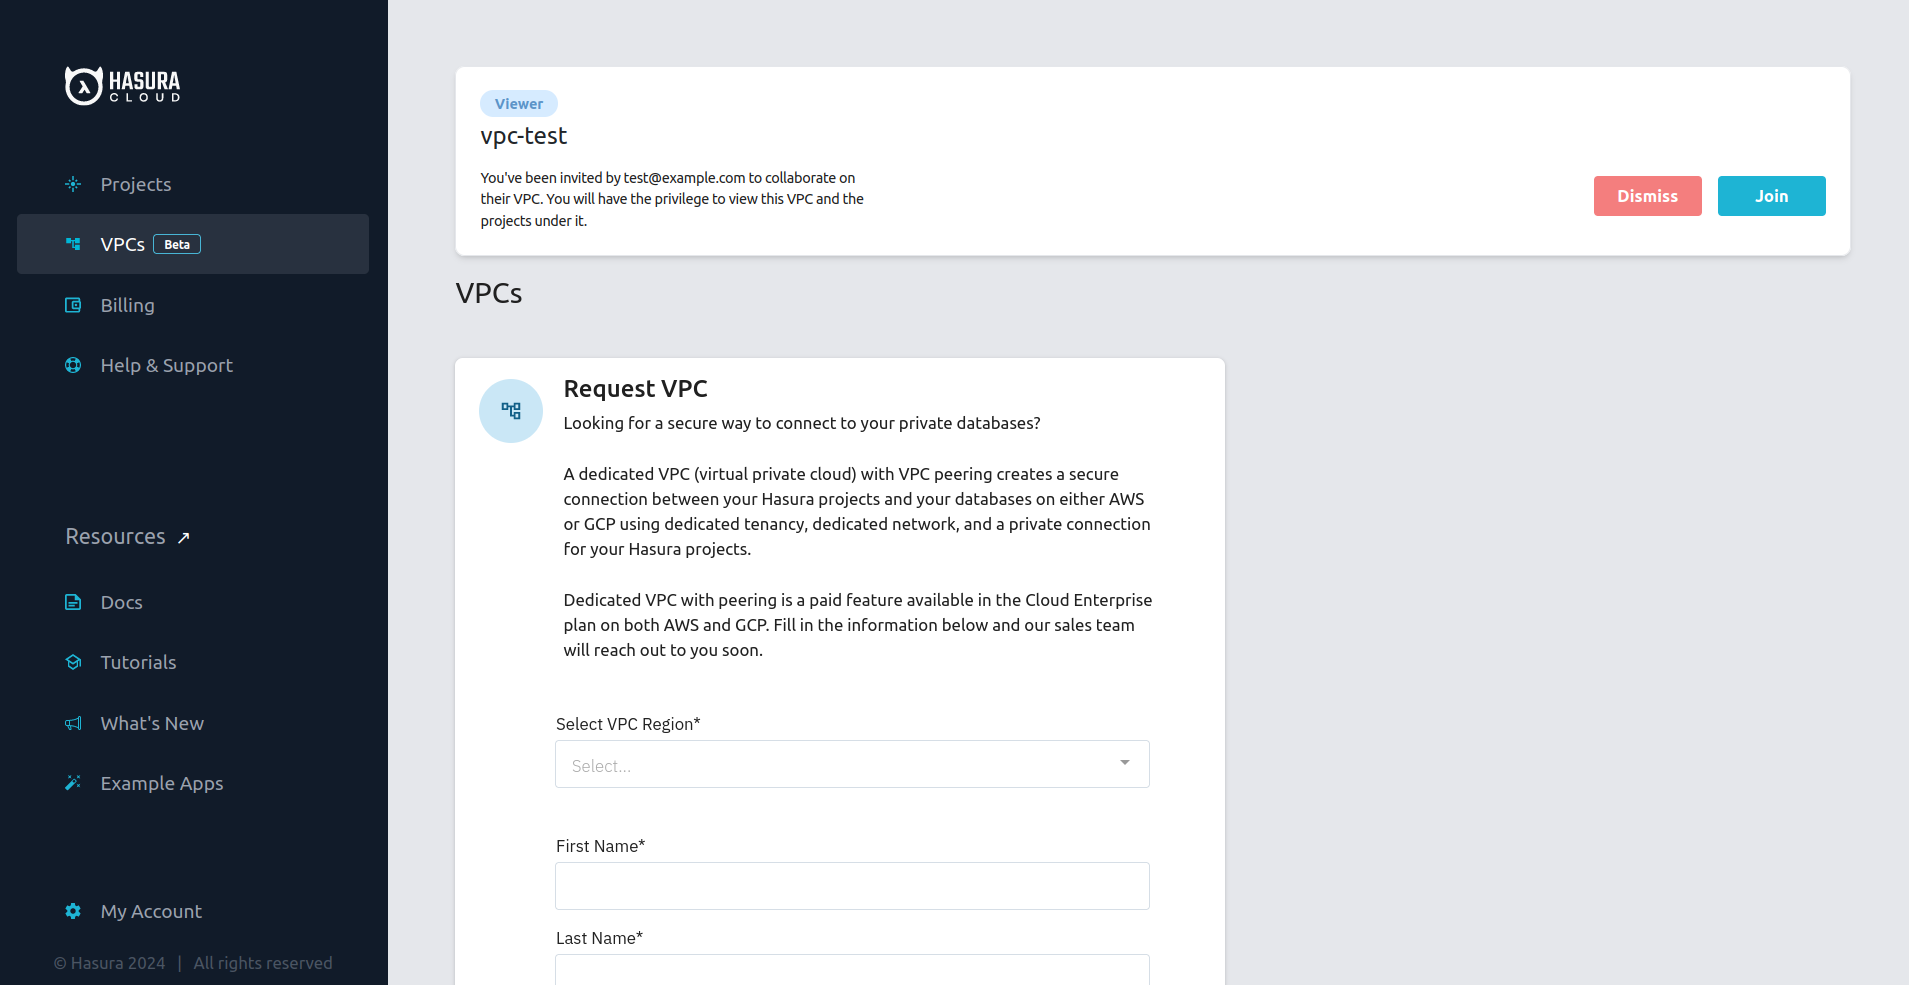 HASURA
CLOUD
Projects
VPCs Beta
Billing
Help & Support
Resources ↗
Docs
Tutorials
What's New
Example Apps
My Account
© Hasura 2024 | All rights reserved
Viewer
vpc-test
You've been invited by test@example.com to collaborate on
their VPC. You will have the privilege to view this VPC and the
projects under it.
Dismiss
Join
VPCs
Request VPC
Looking for a secure way to connect to your private databases?
A dedicated VPC (virtual private cloud) with VPC peering creates a secure
connection between your Hasura projects and your databases on either AWS
or GCP using dedicated tenancy, dedicated network, and a private connection
for your Hasura projects.
Dedicated VPC with peering is a paid feature available in the Cloud Enterprise
plan on both AWS and GCP. Fill in the information below and our sales team
will reach out to you soon.
Select VPC Region*
Select...
First Name*
Last Name*